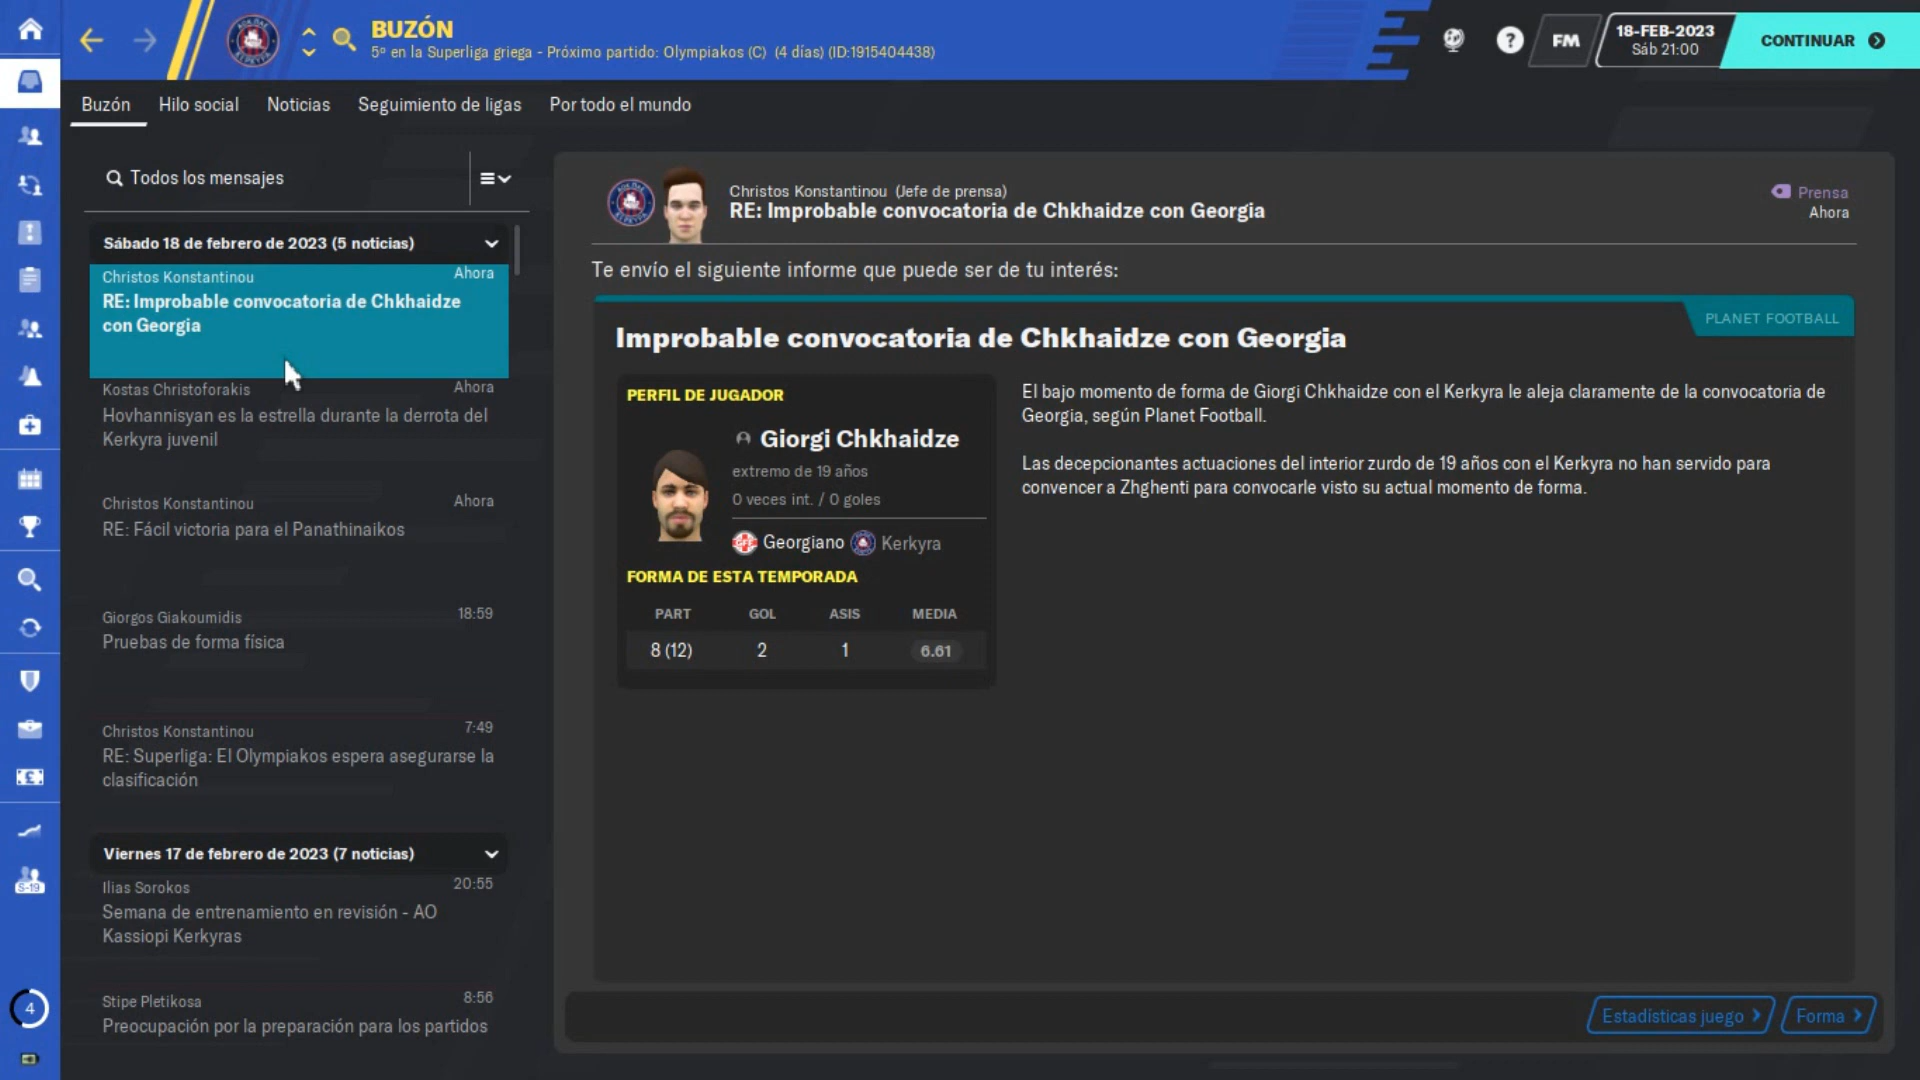 BUZÓN
5º en la Superliga griega - Próximo partido: Olympiakos (C) (4 días) (ID:1915404438)
?
FM
18-FEB-2023
Sáb 21:00
CONTINUAR
Buzón
Hilo social
Noticias
Seguimiento de ligas
Por todo el mundo
Todos los mensajes
Sábado 18 de febrero de 2023 (5 noticias)
Christos Konstantinou
Ahora
RE: Improbable convocatoria de Chkhaidze
con Georgia
Kostas Christoforakis
Ahora
Hovhannisyan es la estrella durante la derrota del
Kerkyra juvenil
Christos Konstantinou
Ahora
RE: Fácil victoria para el Panathinaikos
Giorgos Giakoumidis
18:59
Pruebas de forma física
Christos Konstantinou
7:49
RE: Superliga: El Olympiakos espera asegurarse la
clasificación
Viernes 17 de febrero de 2023 (7 noticias)
Ilias Sorokos
20:55
Semana de entrenamiento en revisión - AO
Kassiopi Kerkyras
Stipe Pletikosa
8:56
Preocupación por la preparación para los partidos
S-19
4
Christos Konstantinou (Jefe de prensa)
RE: Improbable convocatoria de Chkhaidze con Georgia
Prensa
Ahora
Te envío el siguiente informe que puede ser de tu interés:
PLANET FOOTBALL
Improbable convocatoria de Chkhaidze con Georgia
PERFIL DE JUGADOR
Giorgi Chkhaidze
extremo de 19 años
0 veces int. / 0 goles
Georgiano
Kerkyra
FORMA DE ESTA TEMPORADA
PART GOL ASIS MEDIA
8 (12) 2 1 6.61
El bajo momento de forma de Giorgi Chkhaidze con el Kerkyra le aleja claramente de la convocatoria de
Georgia, según Planet Football.
Las decepcionantes actuaciones del interior zurdo de 19 años con el Kerkyra no han servido para
convencer a Zhghenti para convocarle visto su actual momento de forma.
Estadísticas juego
Forma